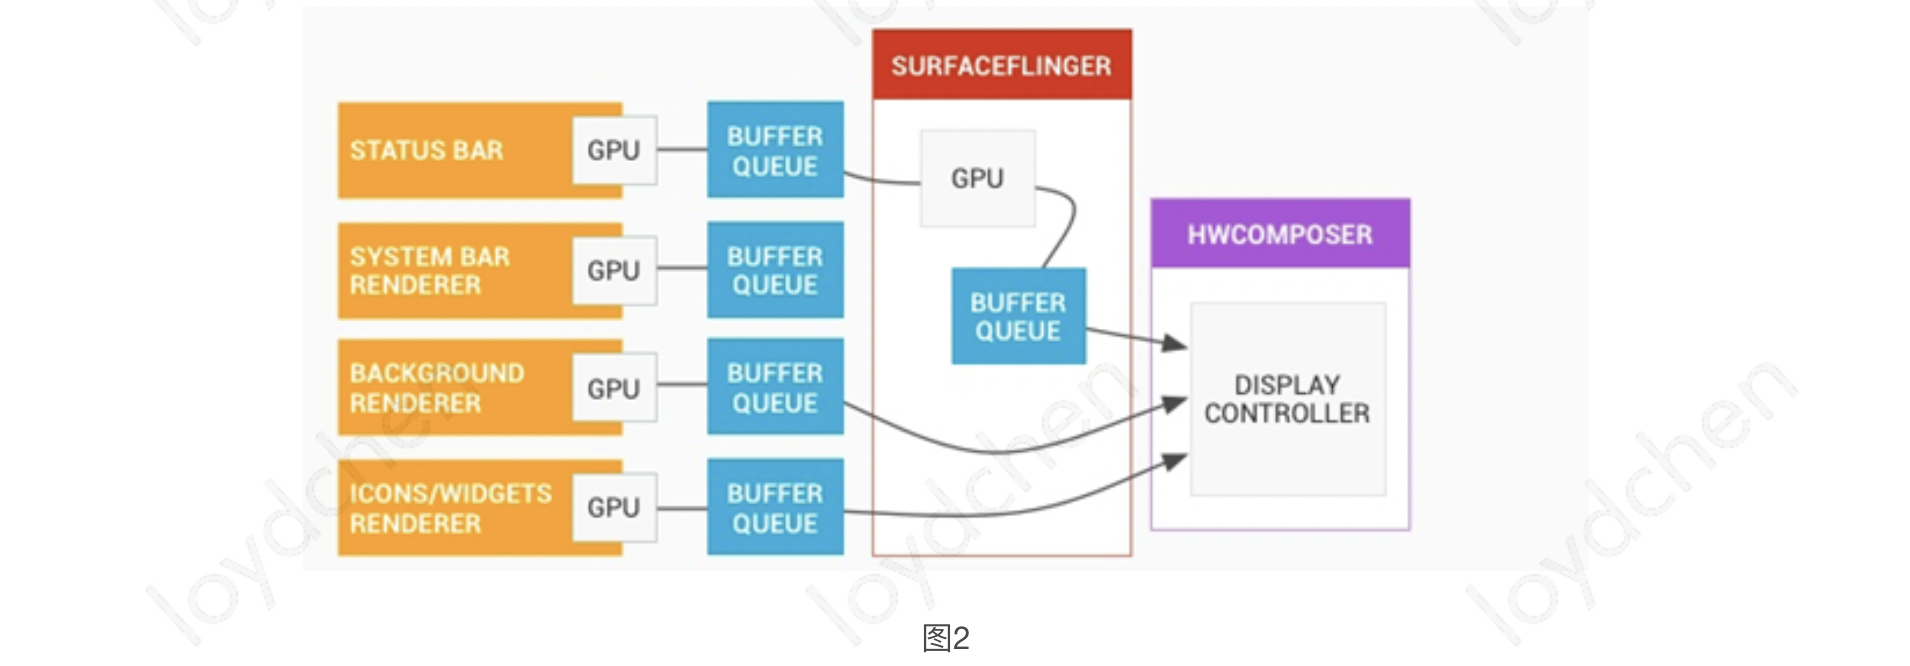 SURFACEFLINGER
STATUS BAR
GPU
BUFFER
QUEUE
GPU
SYSTEM BAR
RENDERER
GPU
BUFFER
QUEUE
HWCOMPOSER
BUFFER
QUEUE
BACKGROUND
RENDERER
GPU
BUFFER
QUEUE
DISPLAY
CONTROLLER
ICONS/WIDGETS
RENDERER
GPU
BUFFER
QUEUE
loydchen
loydchen
loydchen
图2